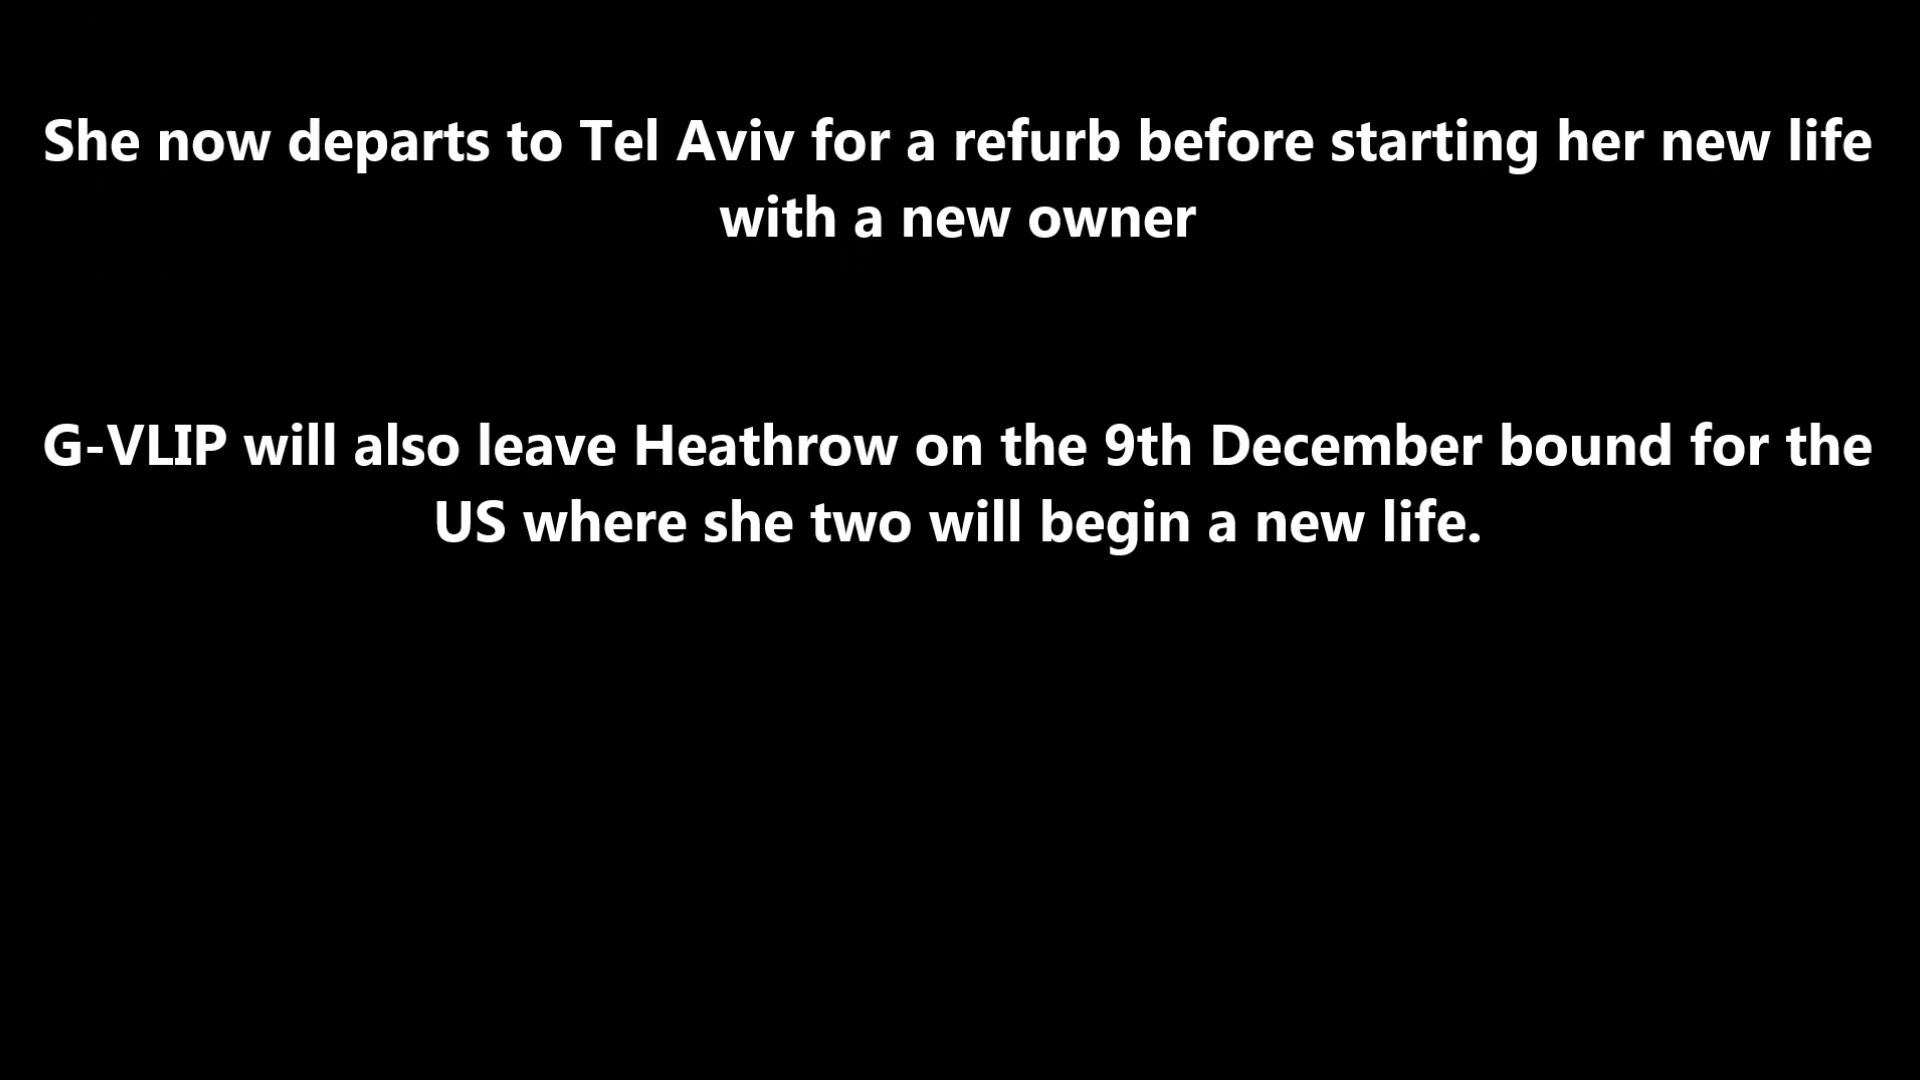 She now departs to Tel Aviv for a refurb before starting her new life
with a new owner
G-VLIP will also leave Heathrow on the 9th December bound for the
US where she two will begin a new life.